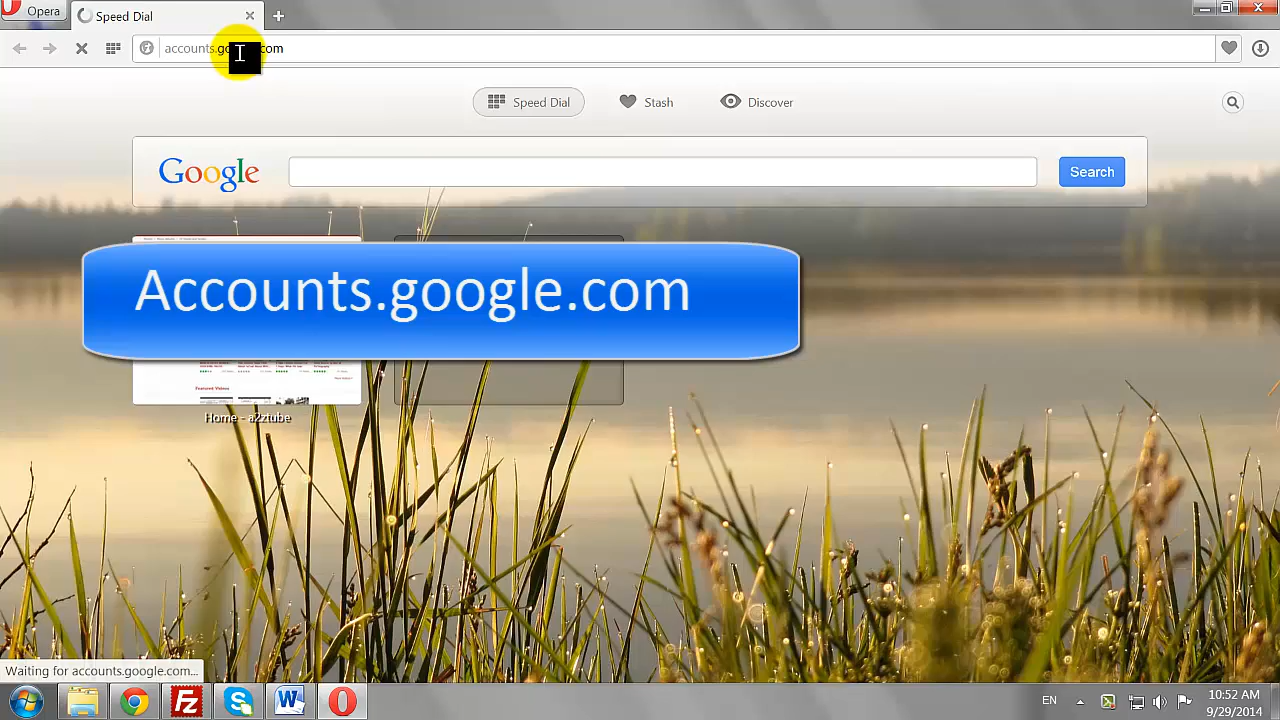 Opera
Speed Dial
accounts.google.com
Speed Dial
Stash
Discover
Google
Search
Accounts.google.com
Home - a2ztube
Waiting for accounts.google.com...
EN
10:52 AM
9/29/2014